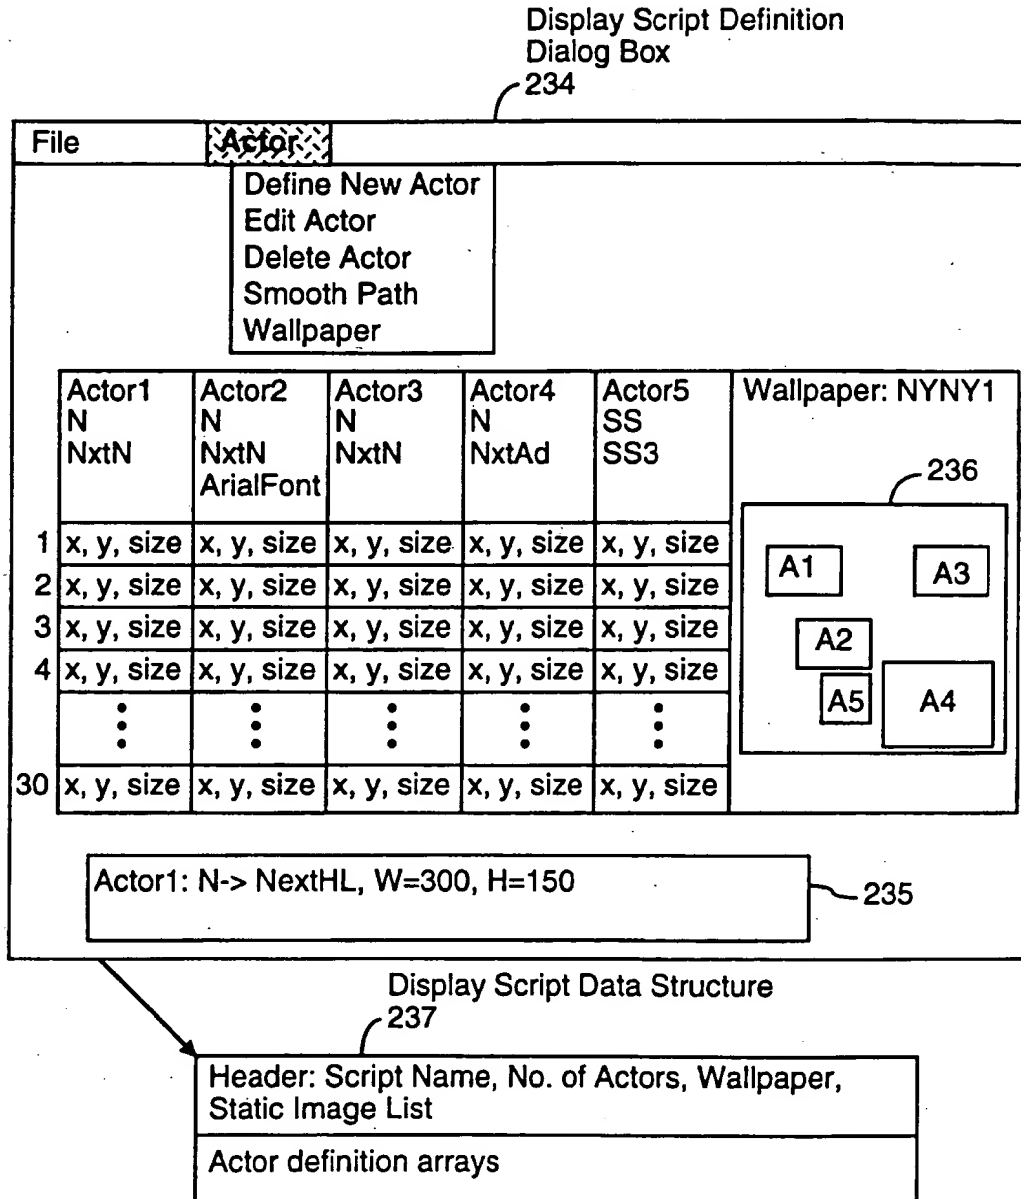 Display Script Definition
Dialog Box
234
File Actor
Define New Actor
Edit Actor
Delete Actor
Smooth Path
Wallpaper
Actor1 Actor2 Actor3 Actor4 Actor5 Wallpaper: NYNY1
N N N N SS
NxtN NxtN NxtN NxtAd SS3
ArialFont
236
1 x, y, size x, y, size x, y, size x, y, size x, y, size
2 x, y, size x, y, size x, y, size x, y, size x, y, size
3 x, y, size x, y, size x, y, size x, y, size x, y, size
4 x, y, size x, y, size x, y, size x, y, size x, y, size
30 x, y, size x, y, size x, y, size x, y, size x, y, size
A1 A3
A2
A5 A4
Actor1: N-> NextHL, W=300, H=150
235
Display Script Data Structure
237
Header: Script Name, No. of Actors, Wallpaper,
Static Image List
Actor definition arrays